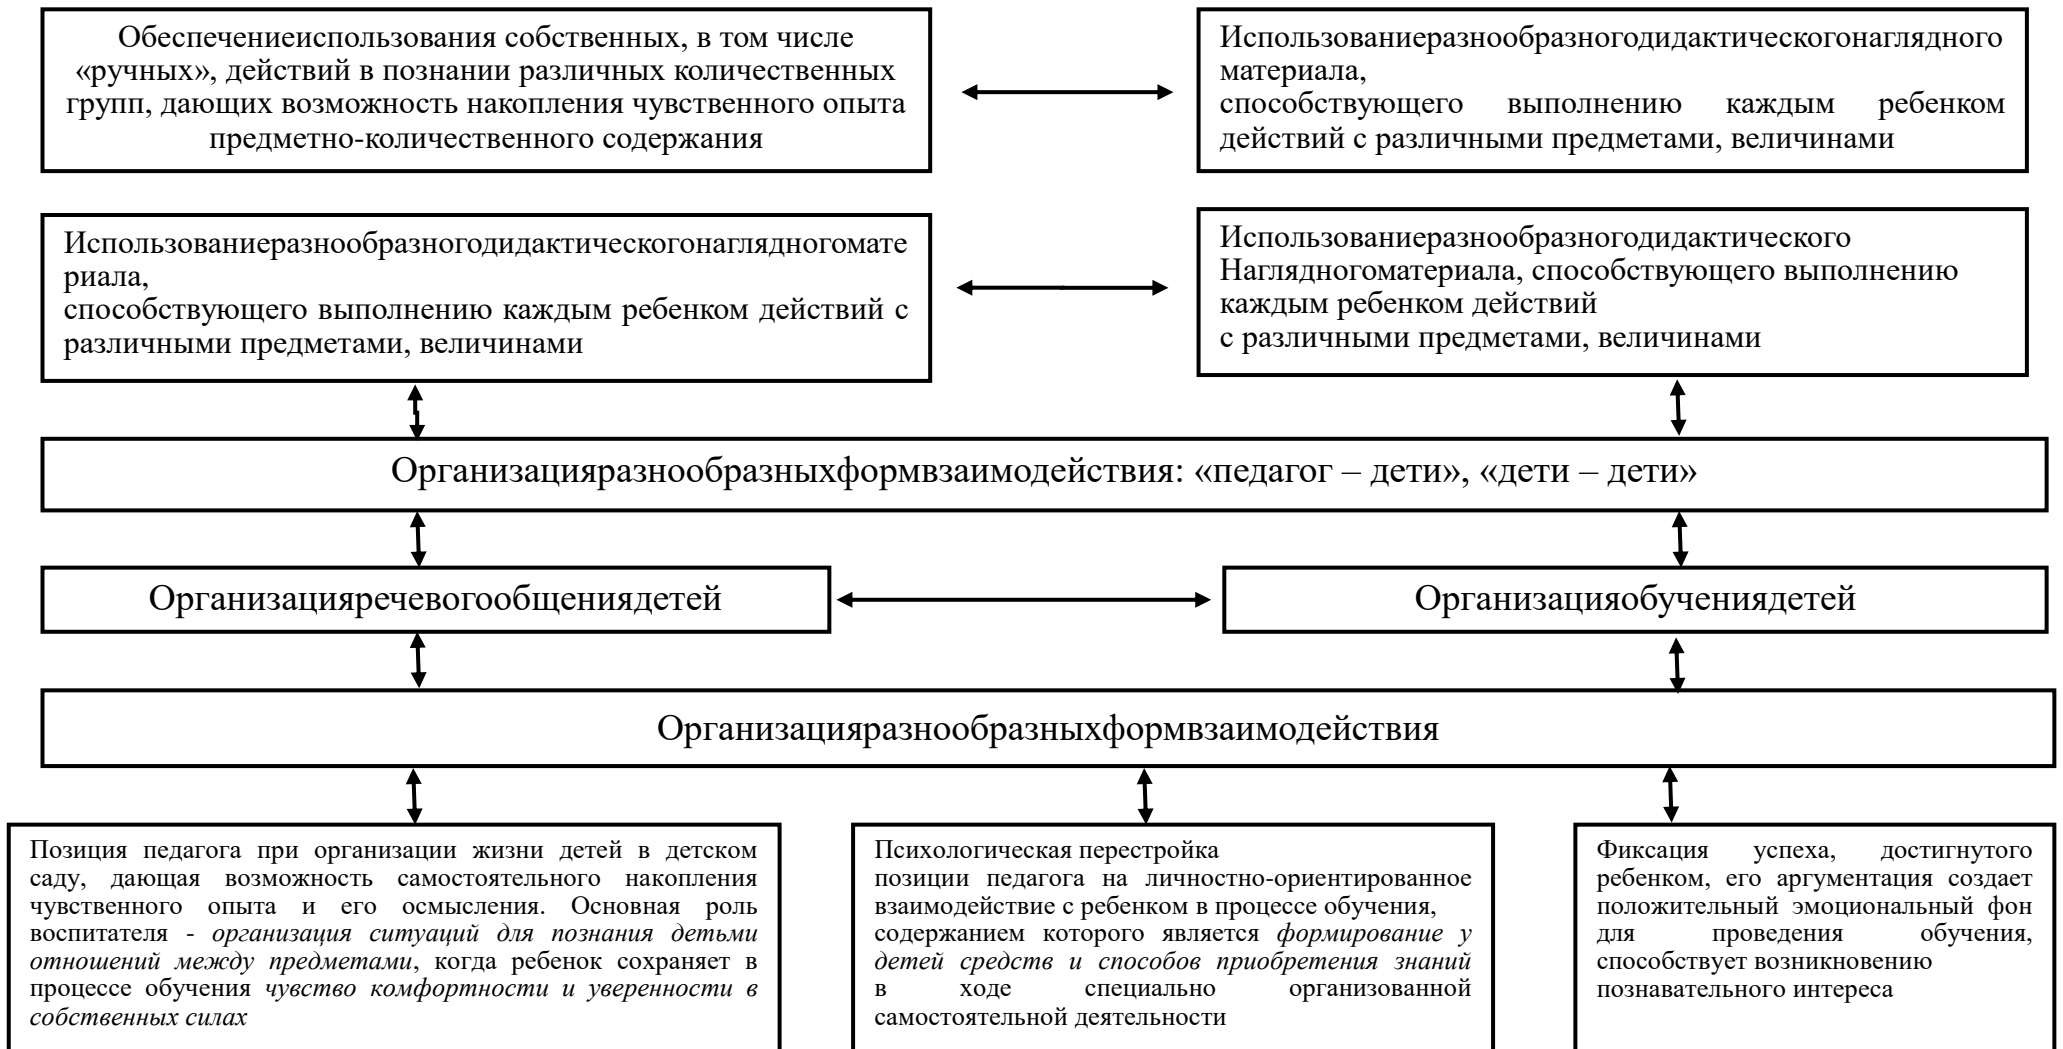 Обеспечениеиспользования собственных, в том числе
«ручных», действий в познании различных количественных
групп, дающих возможность накопления чувственного опыта
предметно-количественного содержания
Использованиеразнообразногодидактическогонаглядного
материала,
способствующего выполнению каждым ребенком
действий с различными предметами, величинами
Использованиеразнообразногодидактическогонаглядногомате
риала,
способствующего выполнению каждым ребенком действий с
различными предметами, величинами
Использованиеразнообразногодидактического
Наглядногоматериала, способствующего выполнению
каждым ребенком действий
с различными предметами, величинами
Организацияразнообразныхформвзаимодействия: «педагог – дети», «дети – дети»
Организацияречевогообщениядетей
Организацияобучениядетей
Организацияразнообразныхформвзаимодействия
Позиция педагога при организации жизни детей в детском
саду, дающая возможность самостоятельного накопления
чувственного опыта и его осмысления. Основная роль
воспитателя - организация ситуаций для познания детьми
отношений между предметами, когда ребенок сохраняет в
процессе обучения чувство комфортности и уверенности в
собственных силах
Психологическая перестройка
позиции педагога на личностно-ориентированное
взаимодействие с ребенком в процессе обучения,
содержанием которого является формирование у
детей средств и способов приобретения знаний
в ходе специально организованной
самостоятельной деятельности
Фиксация успеха, достигнутого
ребенком, его аргументация создает
положительный эмоциональный фон
для проведения обучения,
способствует возникновению
познавательного интереса